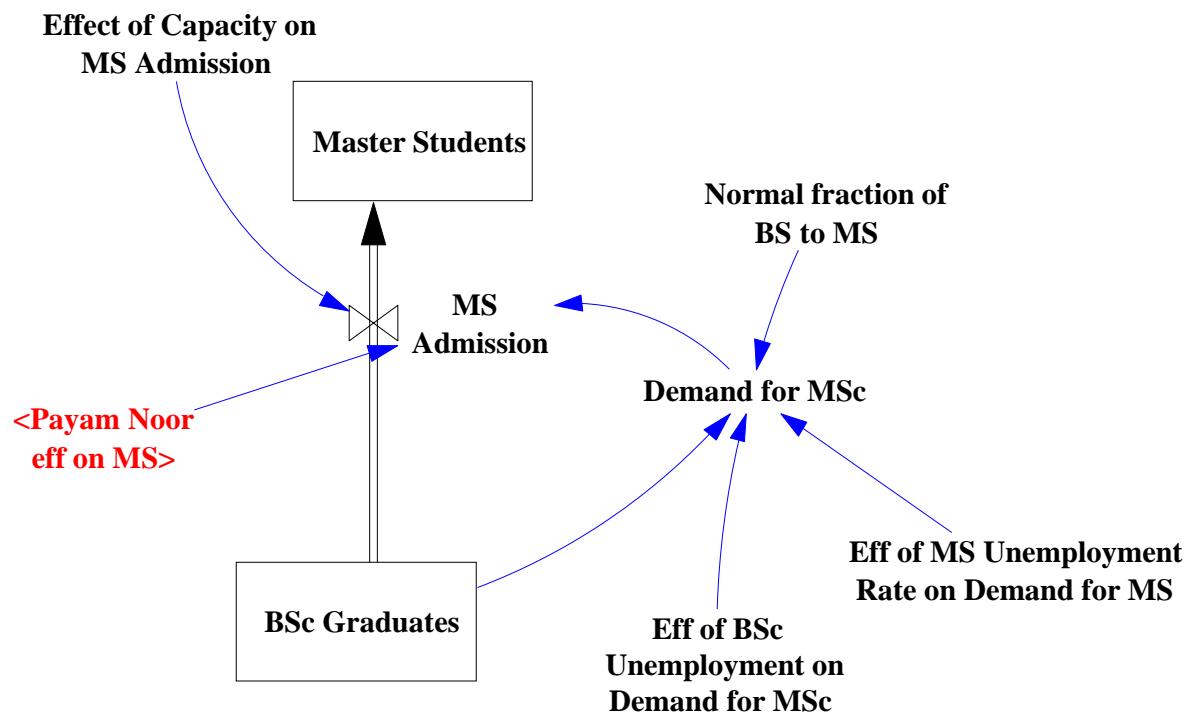 Effect of Capacity on
MS Admission
Master Students
Normal fraction of
BS to MS
MS
Admission
Demand for MSc
<Payam Noor
eff on MS>
Eff of MS Unemployment
Rate on Demand for MS
BSc Graduates
Eff of BSc
Unemployment on
Demand for MSc